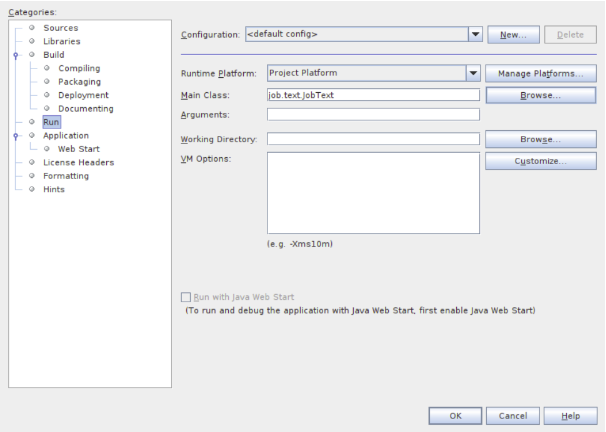 Categories:
Sources
Libraries
Build
Compiling
Packaging
Deployment
Documenting
Run
Application
Web Start
License Headers
Formatting
Hints
Configuration: <default config> New... Delete
Runtime Platform: Project Platform Manage Platforms...
Main Class: job.text.JobText Browse...
Arguments:
Working Directory: Browse...
VM Options: Customize...
(e.g. -Xms10m)
Run with Java Web Start
(To run and debug the application with Java Web Start, first enable Java Web Start)
OK Cancel Help